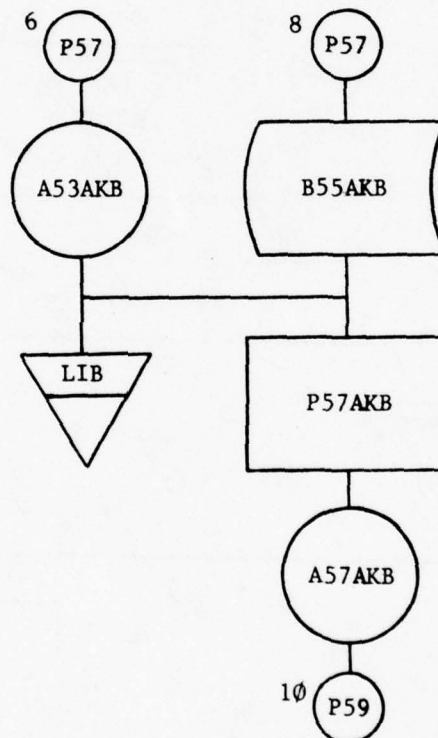 6 P57
8 P57
A53AKB
B55AKB
LIB
P57AKB
A57AKB
1Ø P59